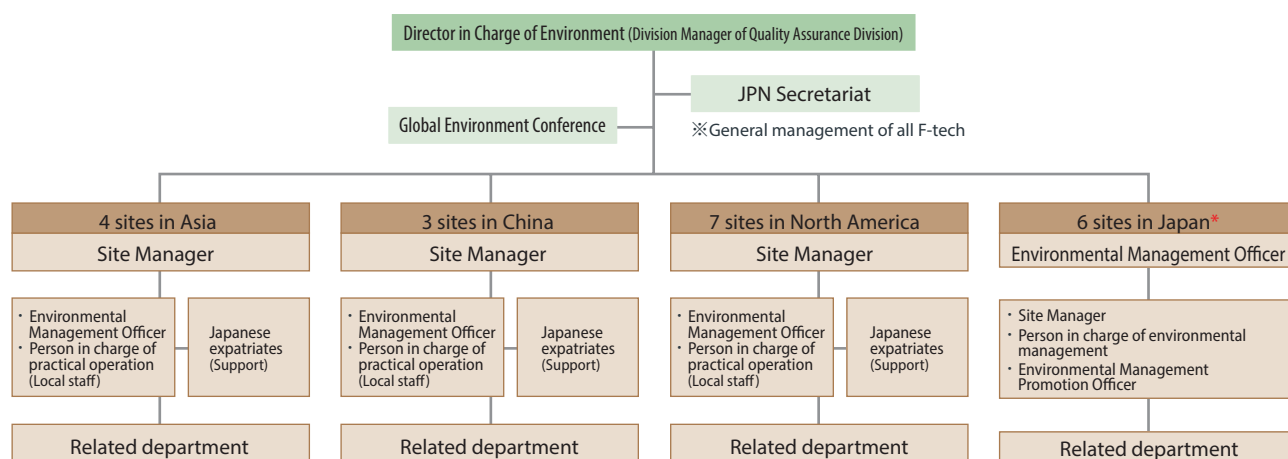 Director in Charge of Environment (Division Manager of Quality Assurance Division)
JPN Secretariat
Global Environment Conference
※General management of all F-tech
4 sites in Asia
Site Manager
・ Environmental
Management Officer
・ Person in charge of
practical operation
(Local staff)
Japanese
expatriates
(Support)
Related department
3 sites in China
Site Manager
・ Environmental
Management Officer
・ Person in charge of
practical operation
(Local staff)
Japanese
expatriates
(Support)
Related department
7 sites in North America
Site Manager
・ Environmental
Management Officer
・ Person in charge of
practical operation
(Local staff)
Japanese
expatriates
(Support)
Related department
6 sites in Japan*
Environmental Management Officer
・ Site Manager
・ Person in charge of environmental
management
・ Environmental Management
Promotion Officer
Related department